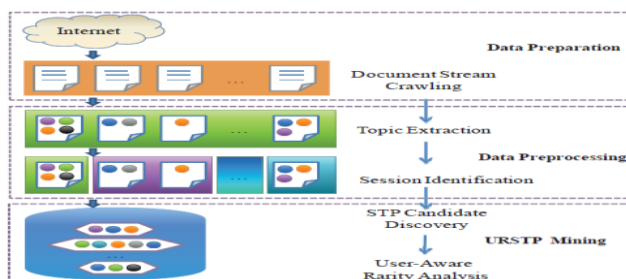 Internet
Data Preparation
Document Stream
Crawling
...
Topic Extraction
...
Data Preprocessing
Session Identification
...
STP Candidate
Discovery
URSTP Mining
User-Aware
Rarity Analysis